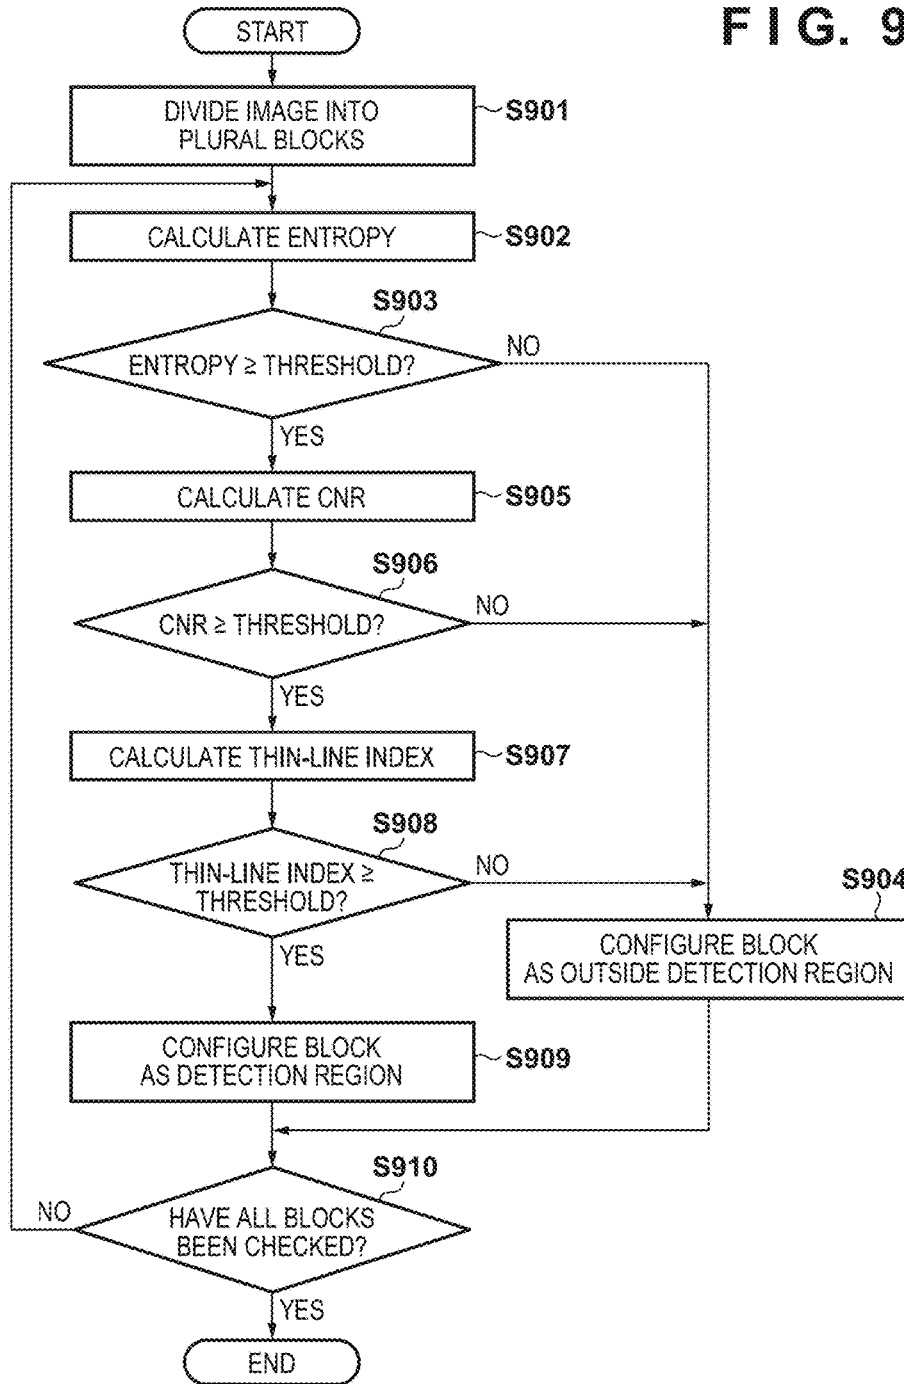 FIG. 9
START
DIVIDE IMAGE INTO
PLURAL BLOCKS
S901
CALCULATE ENTROPY
S902
S903
ENTROPY ≥ THRESHOLD?
NO
YES
CALCULATE CNR
S905
S906
CNR ≥ THRESHOLD?
NO
YES
CALCULATE THIN-LINE INDEX
S907
S908
THIN-LINE INDEX ≥
THRESHOLD?
NO
YES
S904
CONFIGURE BLOCK
AS OUTSIDE DETECTION REGION
CONFIGURE BLOCK
AS DETECTION REGION
S909
S910
HAVE ALL BLOCKS
BEEN CHECKED?
NO
YES
END